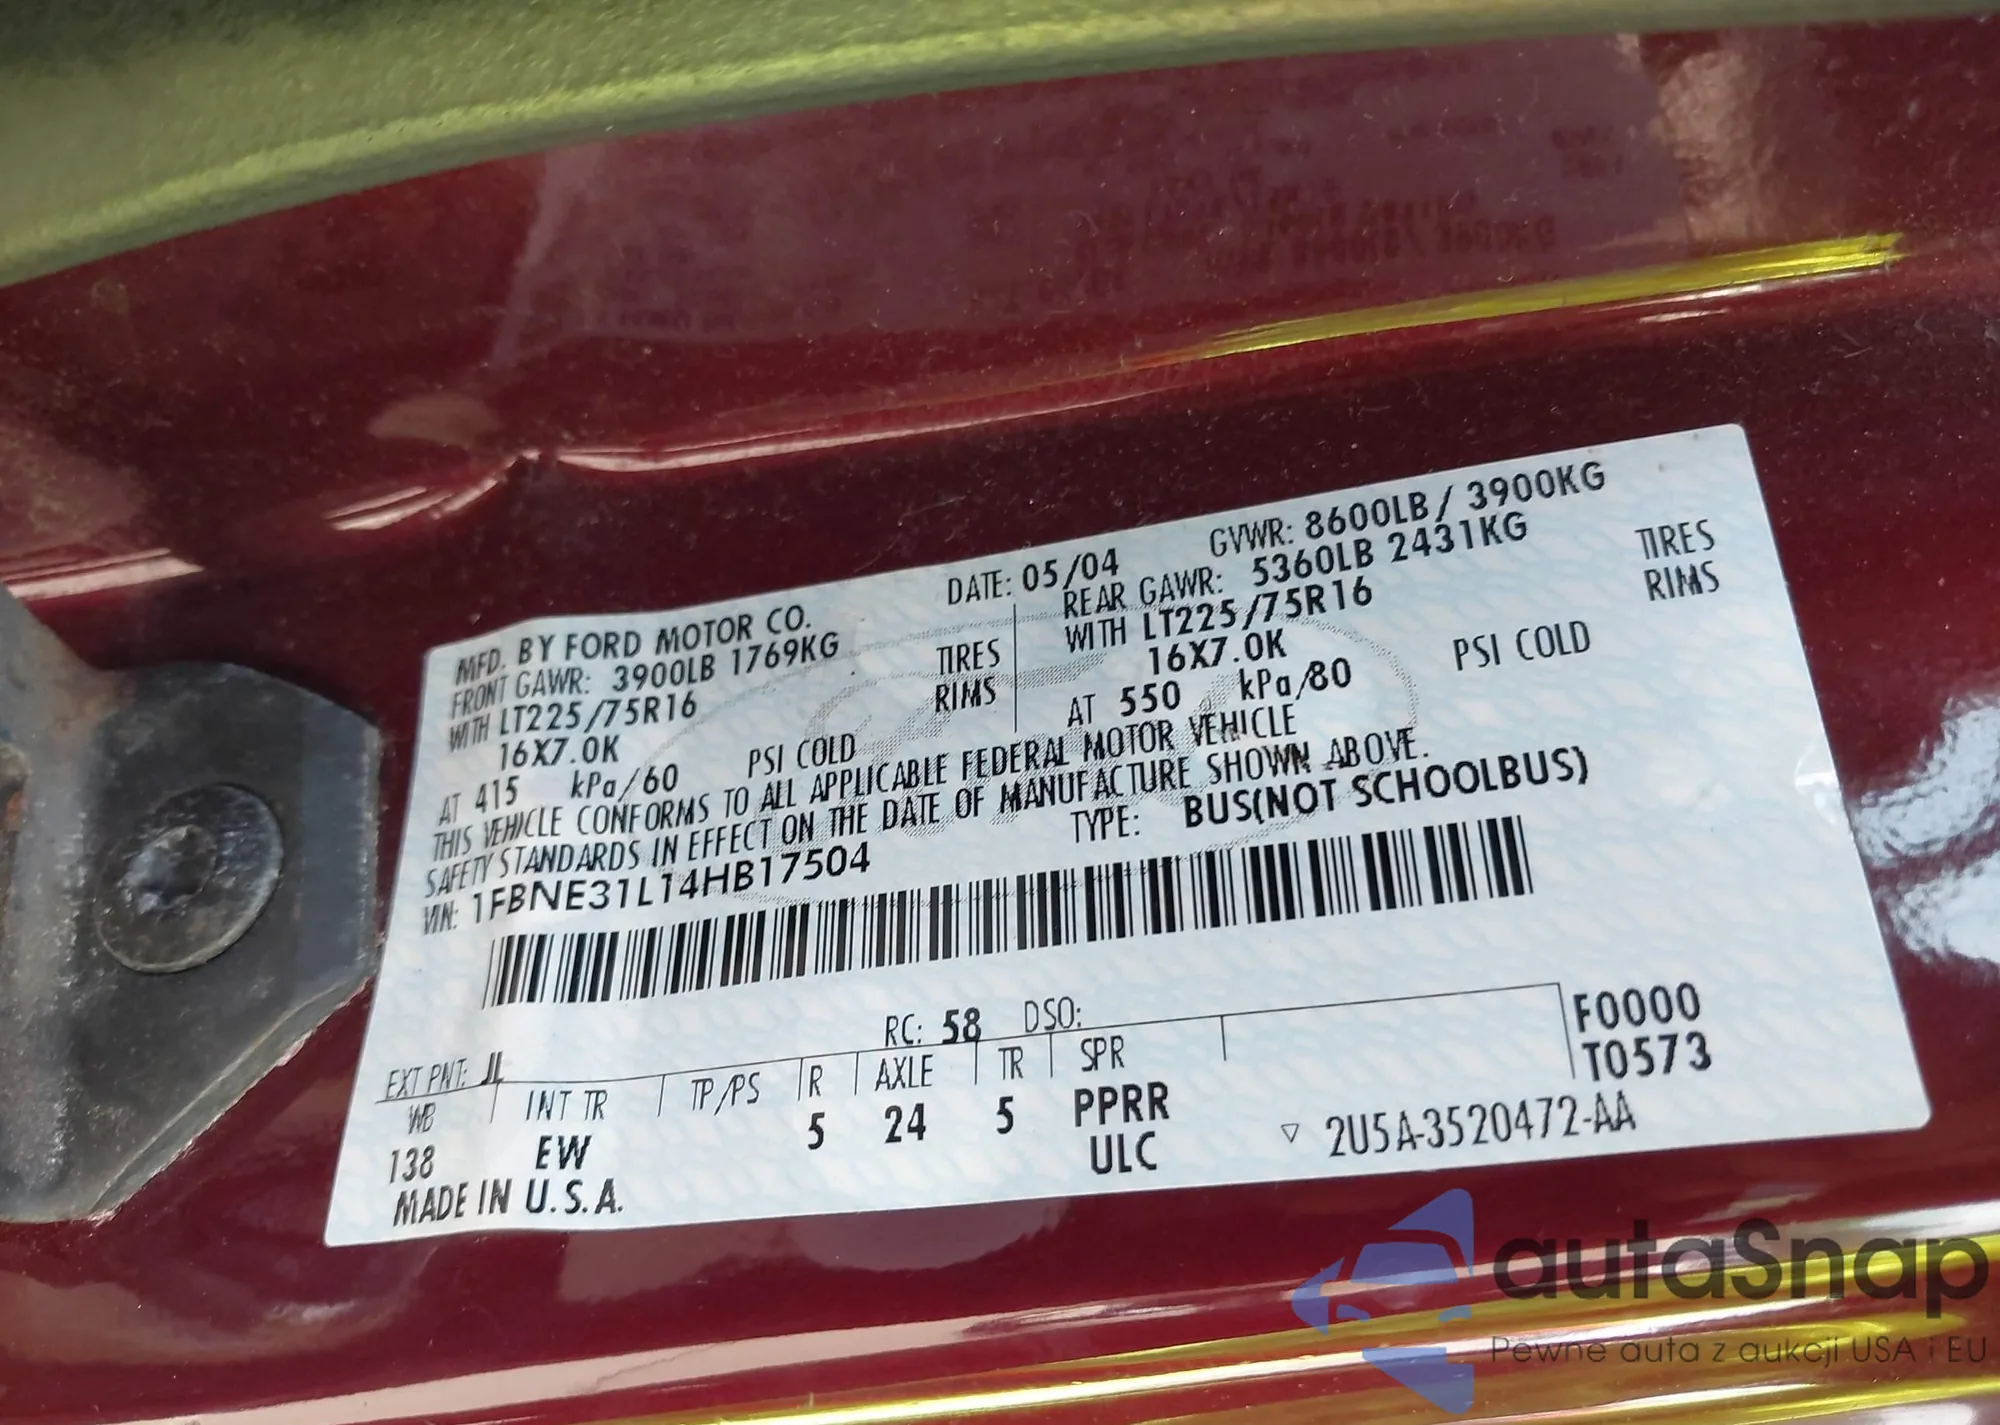 MFD. BY FORD MOTOR CO.
DATE: 05/04
GVWR: 8600LB / 3900KG
FRONT GAWR: 3900LB 1769KG
REAR GAWR: 5360LB 2431KG
WITH LT225/75R16 TIRES
WITH LT225/75R16 TIRES
16X7.0K RIMS
16X7.0K RIMS
AT 415 kPa/60 PSI COLD
AT 550 kPa/80 PSI COLD
THIS VEHICLE CONFORMS TO ALL APPLICABLE FEDERAL MOTOR VEHICLE
SAFETY STANDARDS IN EFFECT ON THE DATE OF MANUFACTURE SHOWN ABOVE.
VIN: 1FBNE31L14HB17504
TYPE: BUS(NOT SCHOOLBUS)
EXT PNT: JL RC: 58 DSO: F0000
WB INT TR TP/PS R AXLE TR SPR T0573
138 EW 5 24 5 PPRR
ULC ▽ 2U5A-3520472-AA
MADE IN U.S.A.
autaSnap
Pewne auta z aukcji USA i EU